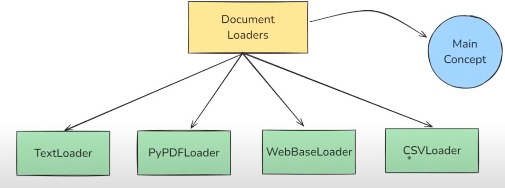 Document
Loaders
Main
Concept
TextLoader
PyPDFLoader
WebBaseLoader
CSVLoader